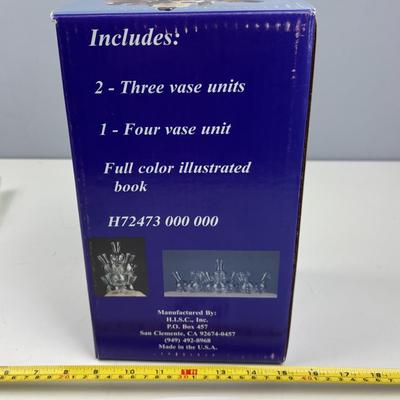 Includes:
2 - Three vase units
1 - Four vase unit
Full color illustrated
book
H72473 000 000
Manufactured By:
H.I.S.C., Inc.
P.O. Box 457
San Clemente, CA 92674-0457
(949) 492-8968
Made in the U.S.A.